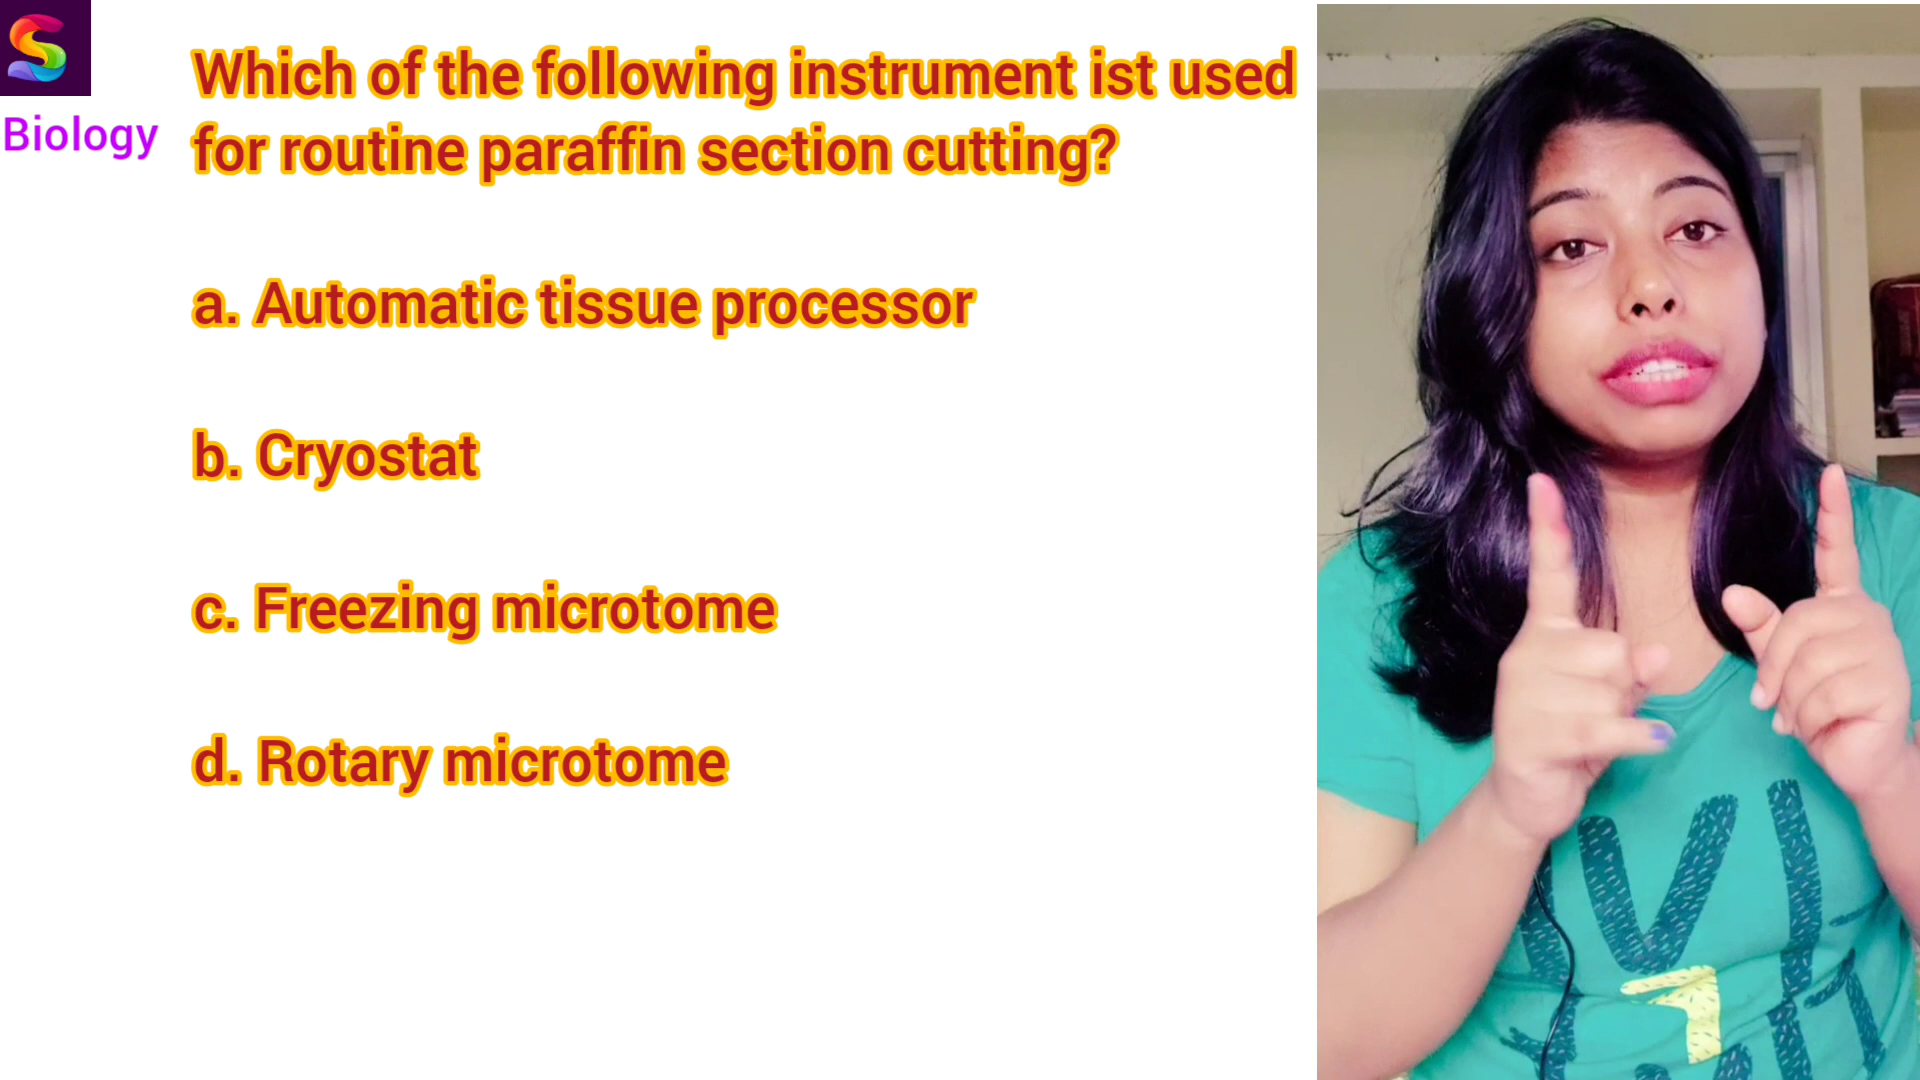 Biology
Which of the following instrument ist used
for routine paraffin section cutting?
a. Automatic tissue processor
b. Cryostat
c. Freezing microtome
d. Rotary microtome